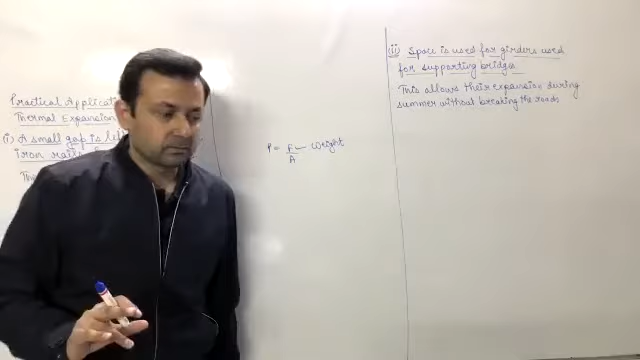 Practical Applicat
Thermal Expansion
(i) A small gap is left
Iron rails
P = F — Weight
A
(ii) Space is used for girders used
for supporting bridges
This allows their expansion during
summer without breaking the roads